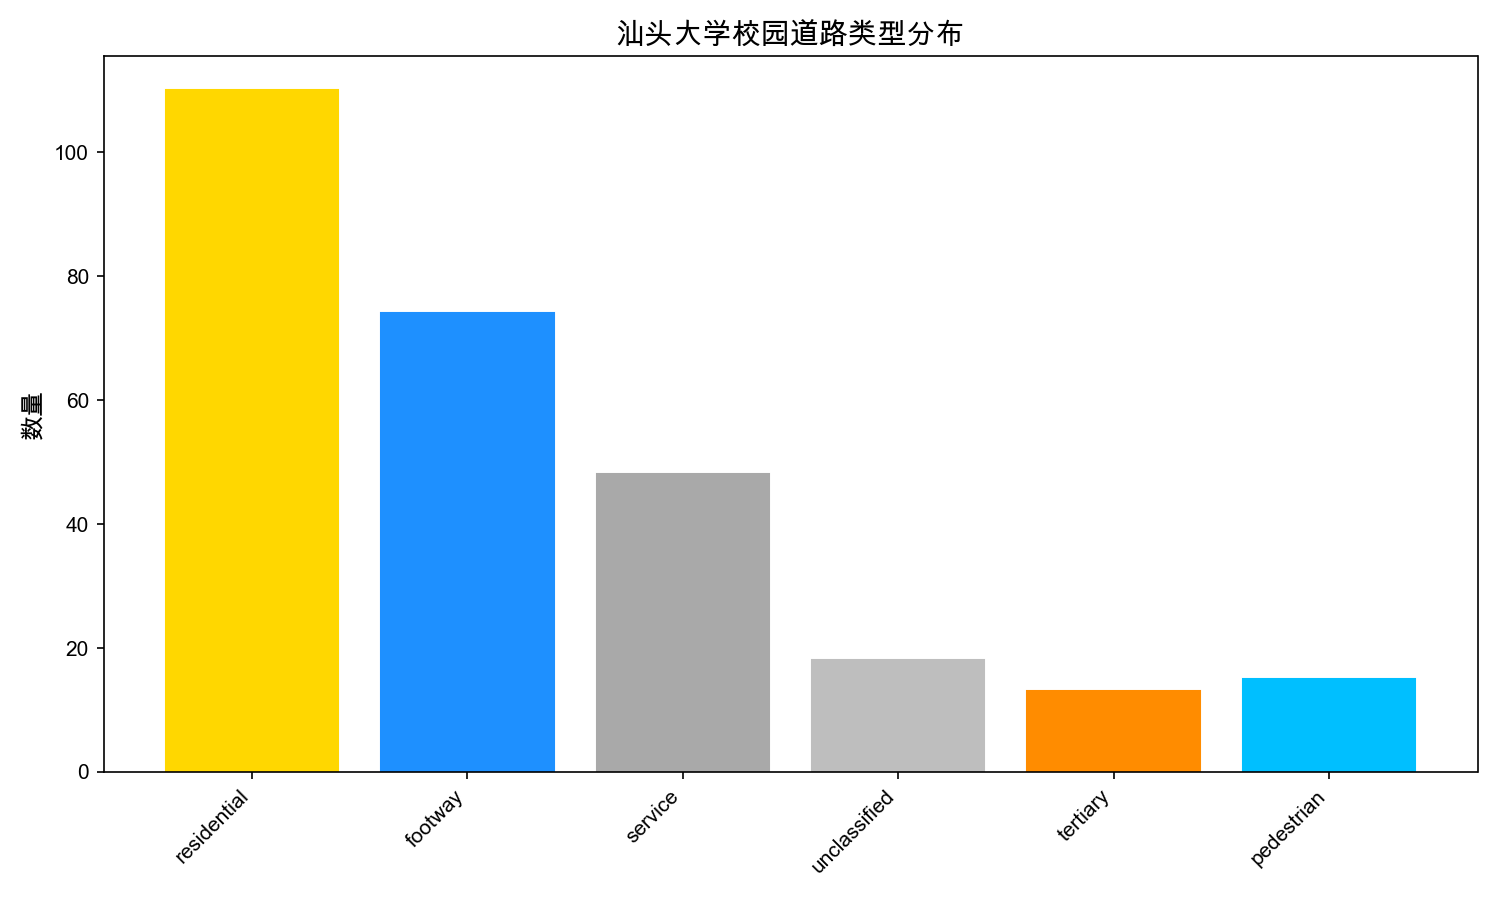 汕头大学校园道路类型分布
数量
100
80
60
40
20
0
residential
footway
service
unclassified
tertiary
pedestrian